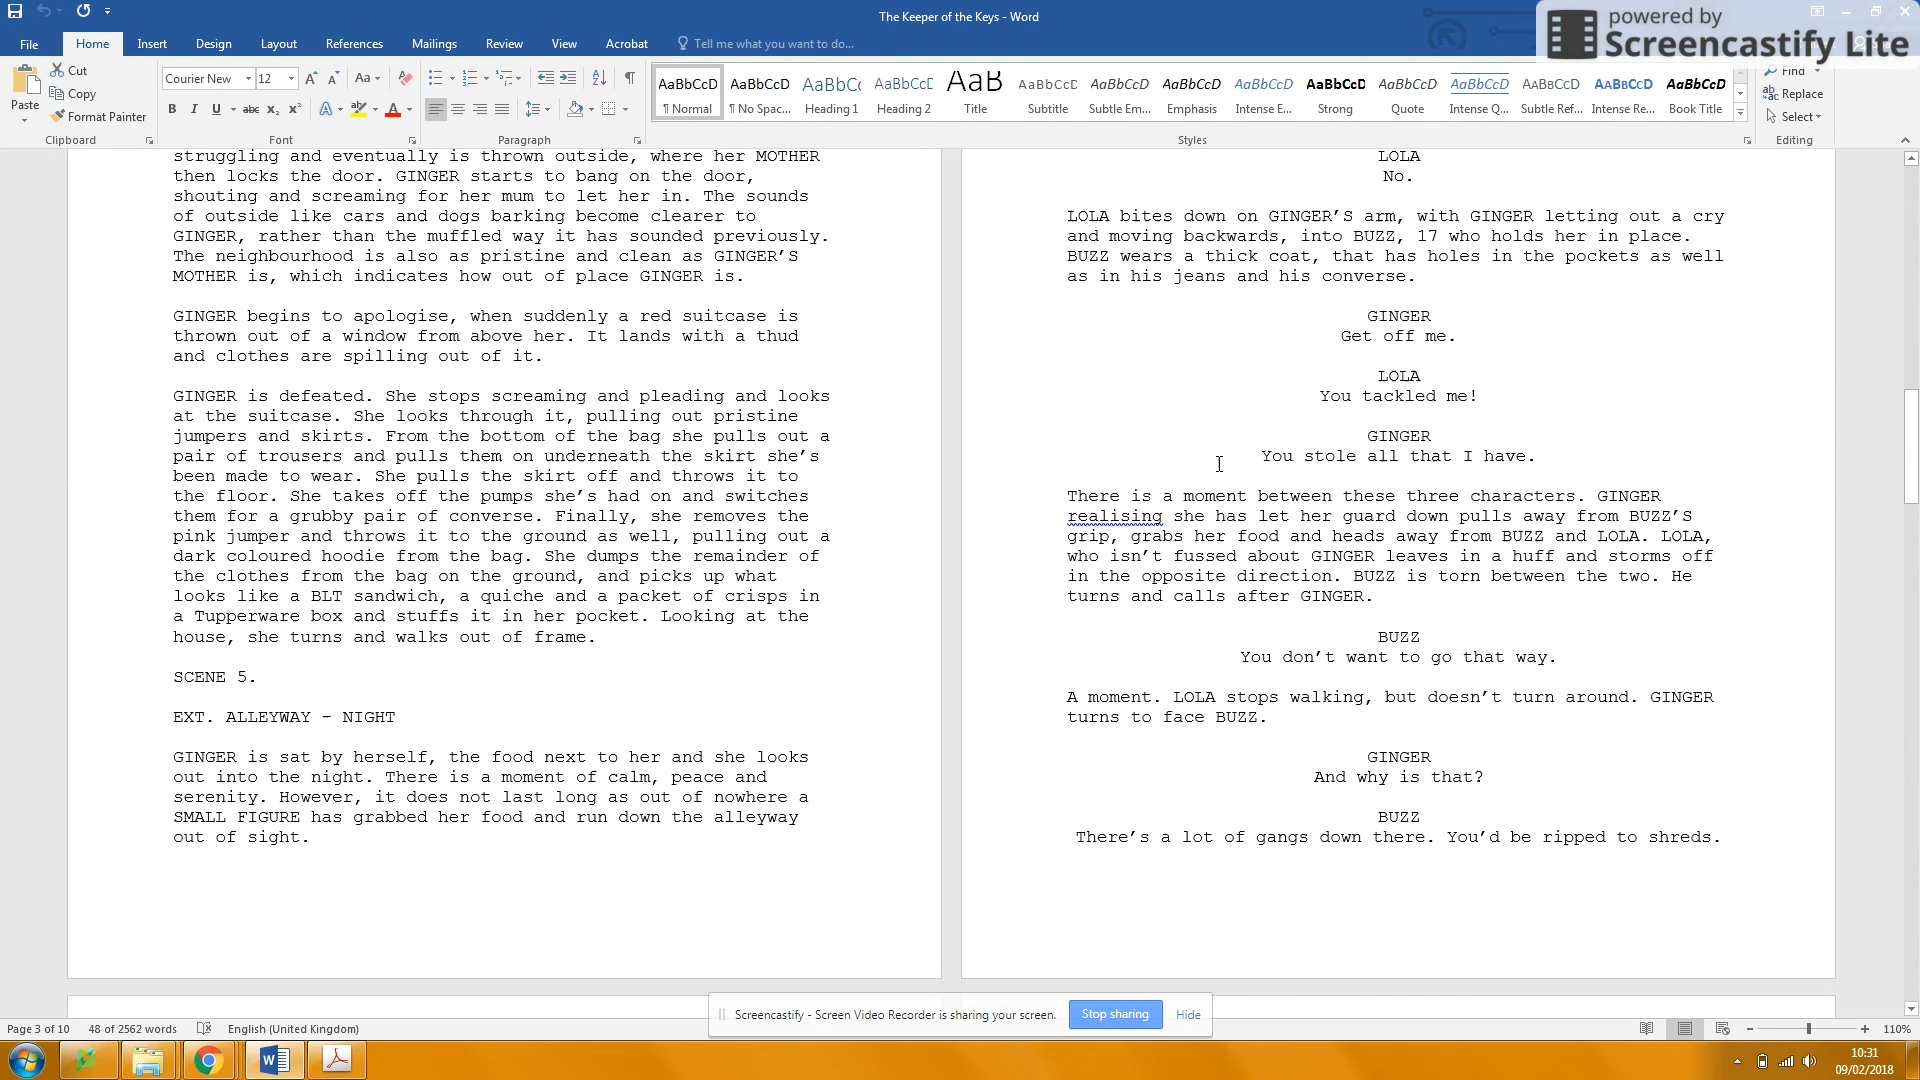 The Keeper of the Keys - Word
powered by
Screencastify Lite
File Home Insert Design Layout References Mailings Review View Acrobat Tell me what you want to do...
Paste
Cut
Copy
Format Painter
Clipboard
Courier New 12
Font
Paragraph
AaBbCcD AaBbCcD AaBbCc AaBbCcD AaB AaBbCcD AaBbCcD AaBbCcD AaBbCcD AaBbCcD AaBbCcD AaBbCcD AaBbCcD AaBbCcD AaBbCcD
¶ Normal ¶ No Spac... Heading 1 Heading 2 Title Subtitle Subtle Em... Emphasis Intense E... Strong Quote Intense Q... Subtle Ref... Intense Re... Book Title
Styles
Find
Replace
Select
Editing
struggling and eventually is thrown outside, where her MOTHER
then locks the door. GINGER starts to bang on the door,
shouting and screaming for her mum to let her in. The sounds
of outside like cars and dogs barking become clearer to
GINGER, rather than the muffled way it has sounded previously.
The neighbourhood is also as pristine and clean as GINGER'S
MOTHER is, which indicates how out of place GINGER is.
GINGER begins to apologise, when suddenly a red suitcase is
thrown out of a window from above her. It lands with a thud
and clothes are spilling out of it.
GINGER is defeated. She stops screaming and pleading and looks
at the suitcase. She looks through it, pulling out pristine
jumpers and skirts. From the bottom of the bag she pulls out a
pair of trousers and pulls them on underneath the skirt she's
been made to wear. She pulls the skirt off and throws it to
the floor. She takes off the pumps she's had on and switches
them for a grubby pair of converse. Finally, she removes the
pink jumper and throws it to the ground as well, pulling out a
dark coloured hoodie from the bag. She dumps the remainder of
the clothes from the bag on the ground, and picks up what
looks like a BLT sandwich, a quiche and a packet of crisps in
a Tupperware box and stuffs it in her pocket. Looking at the
house, she turns and walks out of frame.
SCENE 5.
EXT. ALLEYWAY - NIGHT
GINGER is sat by herself, the food next to her and she looks
out into the night. There is a moment of calm, peace and
serenity. However, it does not last long as out of nowhere a
SMALL FIGURE has grabbed her food and run down the alleyway
out of sight.
LOLA
No.
LOLA bites down on GINGER'S arm, with GINGER letting out a cry
and moving backwards, into BUZZ, 17 who holds her in place.
BUZZ wears a thick coat, that has holes in the pockets as well
as in his jeans and his converse.
GINGER
Get off me.
LOLA
You tackled me!
GINGER
You stole all that I have.
There is a moment between these three characters. GINGER
realising she has let her guard down pulls away from BUZZ'S
grip, grabs her food and heads away from BUZZ and LOLA. LOLA,
who isn't fussed about GINGER leaves in a huff and storms off
in the opposite direction. BUZZ is torn between the two. He
turns and calls after GINGER.
BUZZ
You don't want to go that way.
A moment. LOLA stops walking, but doesn't turn around. GINGER
turns to face BUZZ.
GINGER
And why is that?
BUZZ
There's a lot of gangs down there. You'd be ripped to shreds.
Screencastify - Screen Video Recorder is sharing your screen. Stop sharing Hide
Page 3 of 10 48 of 2562 words English (United Kingdom) 110%
10:31
09/02/2018